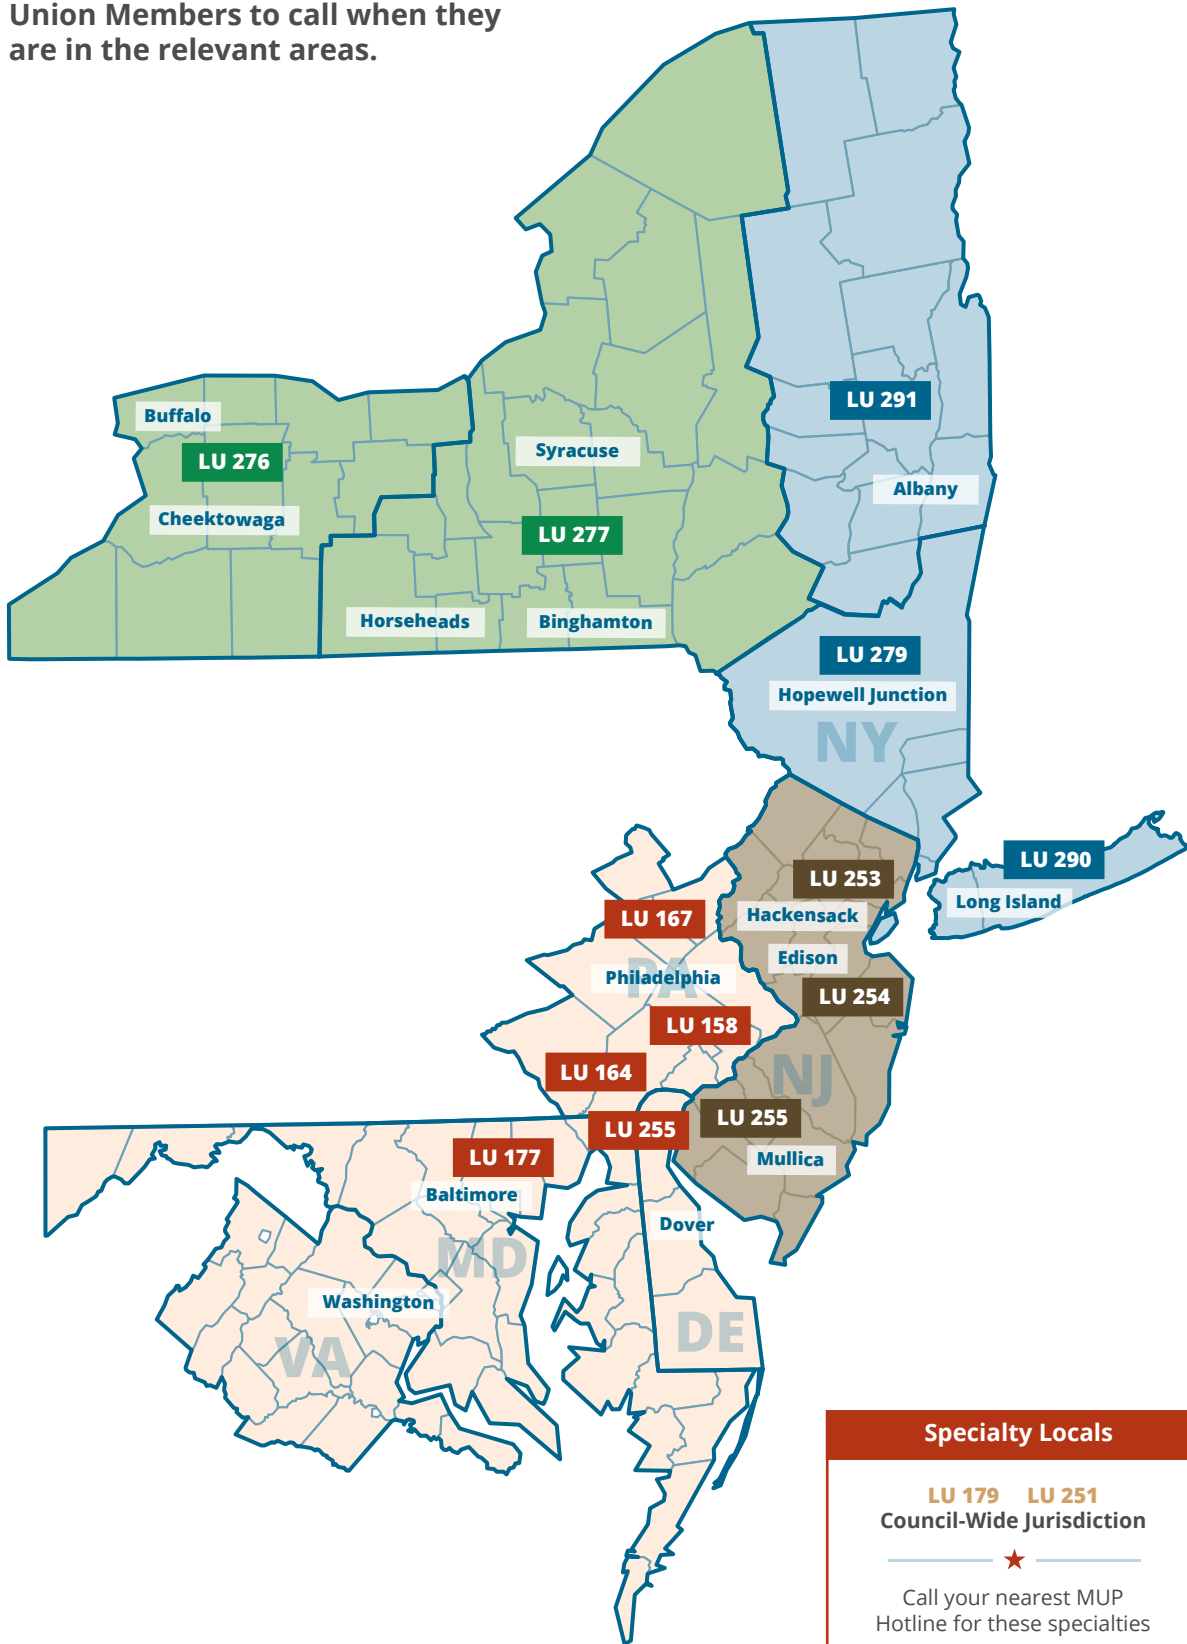 Union Members to call when they
are in the relevant areas.
LU 291
Buffalo
Syracuse
LU 276
Albany
Cheektowaga
LU 277
Horseheads
Binghamton
LU 279
Hopewell Junction
NY
LU 290
LU 253
Long Island
Hackensack
LU 167
Edison
PA
Philadelphia
LU 254
LU 158
LU 164
NJ
LU 255
LU 255
LU 177
Mullica
Baltimore
Dover
MD
Washington
DE
VA
Specialty Locals
LU 179 LU 251
Council-Wide Jurisdiction
Call your nearest MUP
Hotline for these specialties